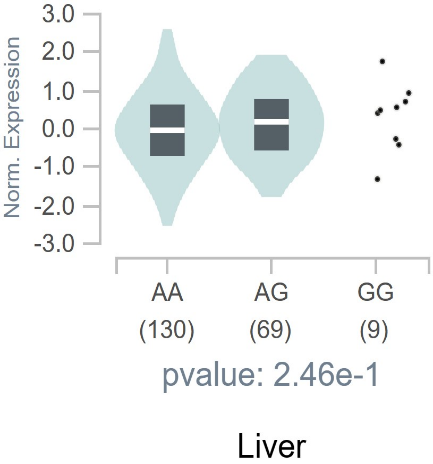 Norm. Expression
3.0
2.0
1.0
0.0
-1.0
-2.0
-3.0
AA AG GG
(130) (69) (9)
pvalue: 2.46e-1
Liver